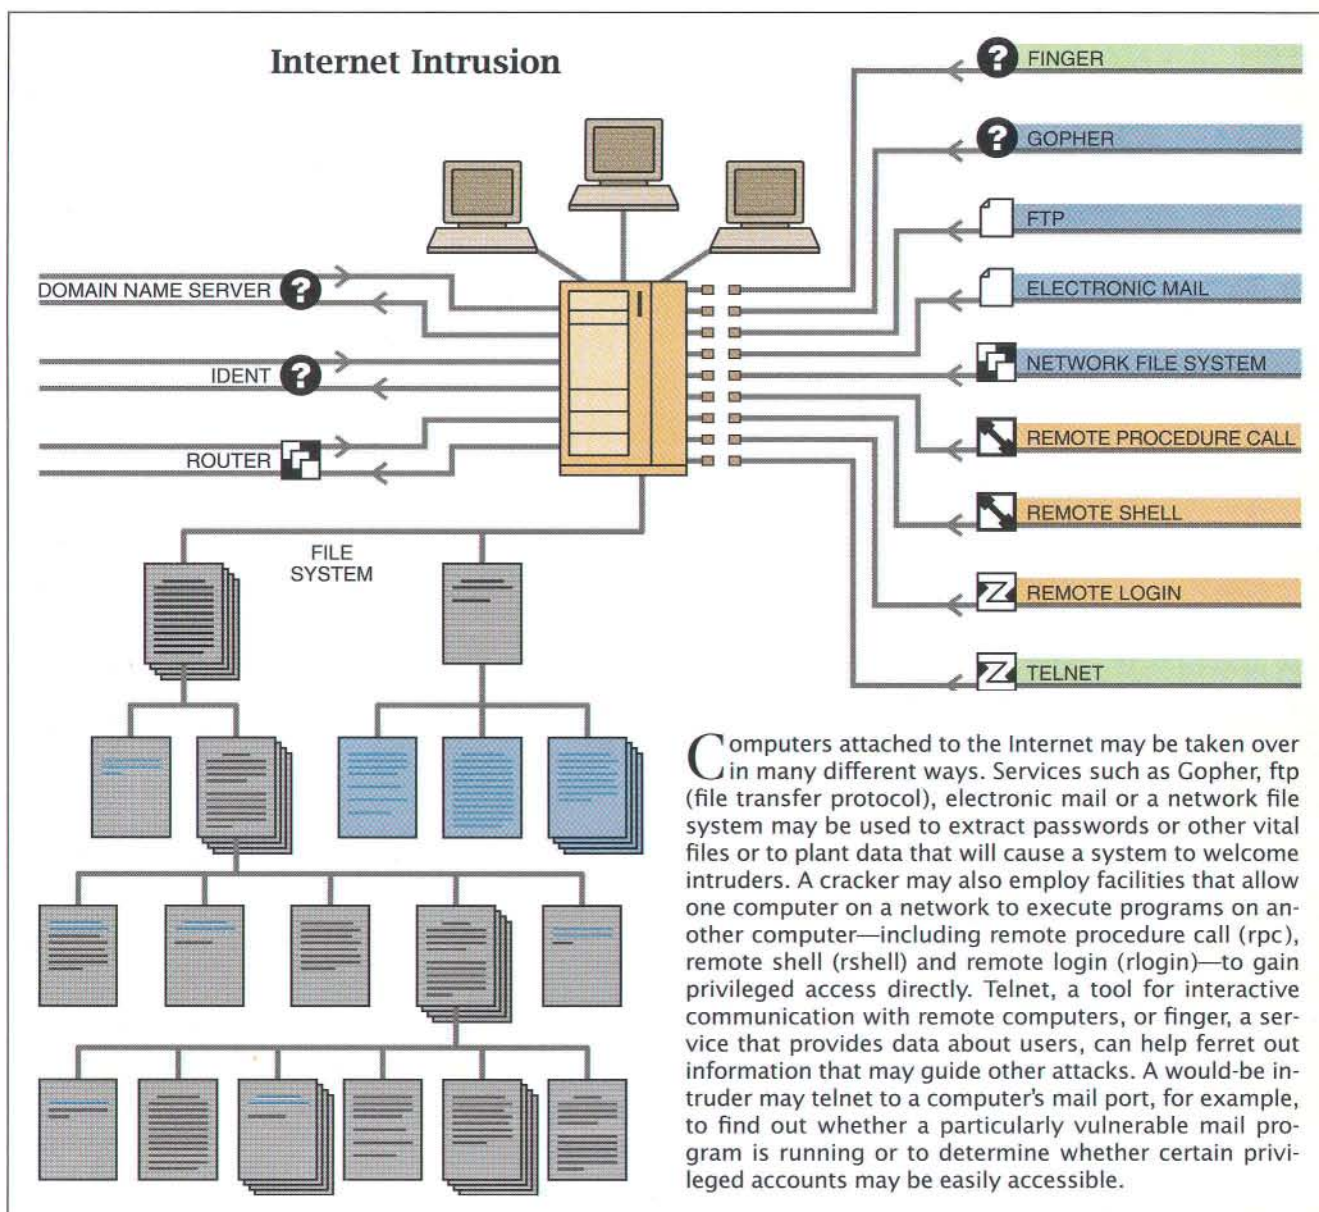 Internet Intrusion
?
FINGER
?
GOPHER
FTP
ELECTRONIC MAIL
NETWORK FILE SYSTEM
REMOTE PROCEDURE CALL
REMOTE SHELL
REMOTE LOGIN
TELNET
DOMAIN NAME SERVER
?
IDENT
?
ROUTER
FILE
SYSTEM
Computers attached to the Internet may be taken over
in many different ways. Services such as Gopher, ftp
(file transfer protocol), electronic mail or a network file
system may be used to extract passwords or other vital
files or to plant data that will cause a system to welcome
intruders. A cracker may also employ facilities that allow
one computer on a network to execute programs on an-
other computer—including remote procedure call (rpc),
remote shell (rshell) and remote login (rlogin)—to gain
privileged access directly. Telnet, a tool for interactive
communication with remote computers, or finger, a ser-
vice that provides data about users, can help ferret out
information that may guide other attacks. A would-be in-
truder may telnet to a computer's mail port, for example,
to find out whether a particularly vulnerable mail pro-
gram is running or to determine whether certain privi-
leged accounts may be easily accessible.